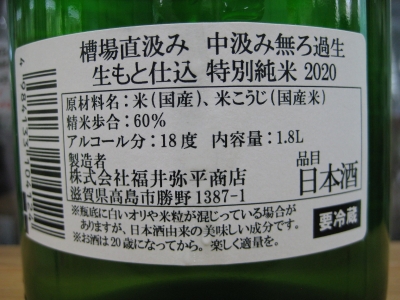 槽場直汲み 中汲み無ろ過生
生もと仕込 特別純米 2020
原材料名：米（国産）、米こうじ（国産米）
精米歩合：60%
アルコール分：18度 内容量：1.8L
製造者
株式会社福井弥平商店
滋賀県高島市勝野1387-1
品目
日本酒
※瓶底に白いオリや米粒が混じっている場合が
ありますが、日本酒由来の美味しい成分です。
※お酒は20歳になってから。楽しく適量を。
要冷蔵